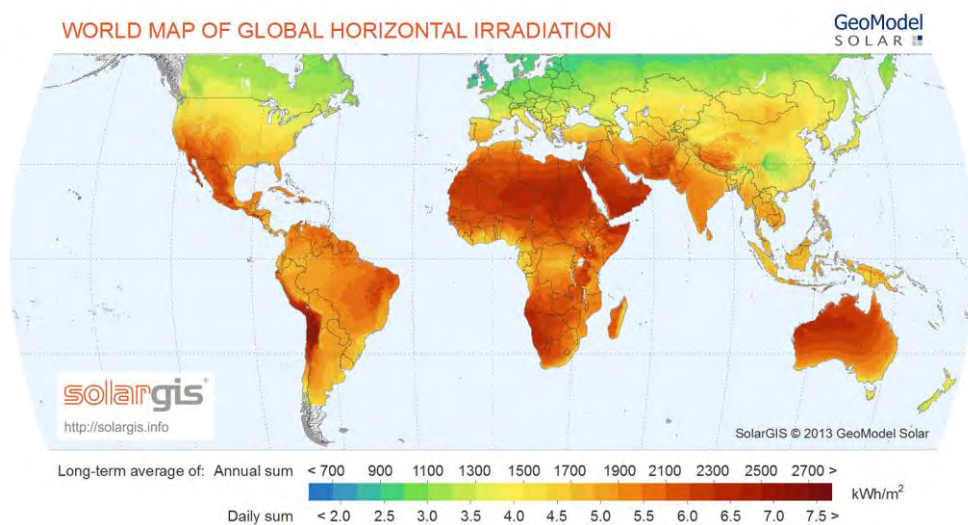 WORLD MAP OF GLOBAL HORIZONTAL IRRADIATION
GeoModel
SOLAR
solargis
http://solargis.info
SolarGIS © 2013 GeoModel Solar
Long-term average of: Annual sum < 700 900 1100 1300 1500 1700 1900 2100 2300 2500 2700 >
kWh/m²
Daily sum < 2.0 2.5 3.0 3.5 4.0 4.5 5.0 5.5 6.0 6.5 7.0 7.5 >